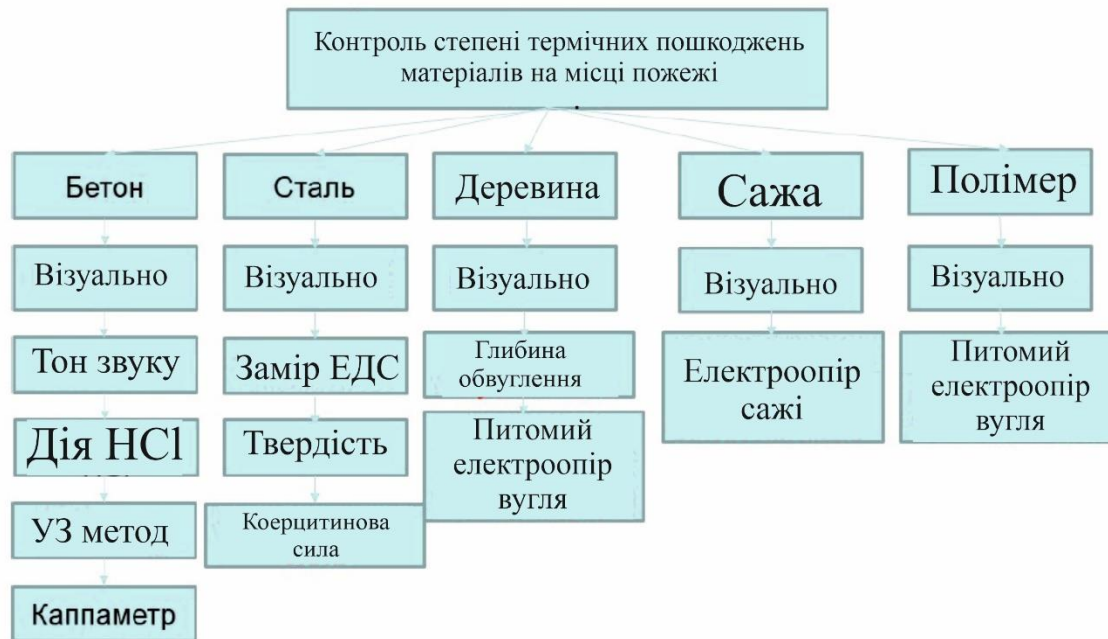 Контроль степені термічних пошкоджень
матеріалів на місці пожежі
Бетон
Візуально
Тон звуку
Дія HCl
УЗ метод
Каппаметр
Сталь
Візуально
Замір ЕДС
Твердість
Коерцитинова
сила
Деревина
Візуально
Глибина
обвуглення
Питомий
електроопір
вугля
Сажа
Візуально
Електроопір
сажі
Полімер
Візуально
Питомий
електроопір
вугля